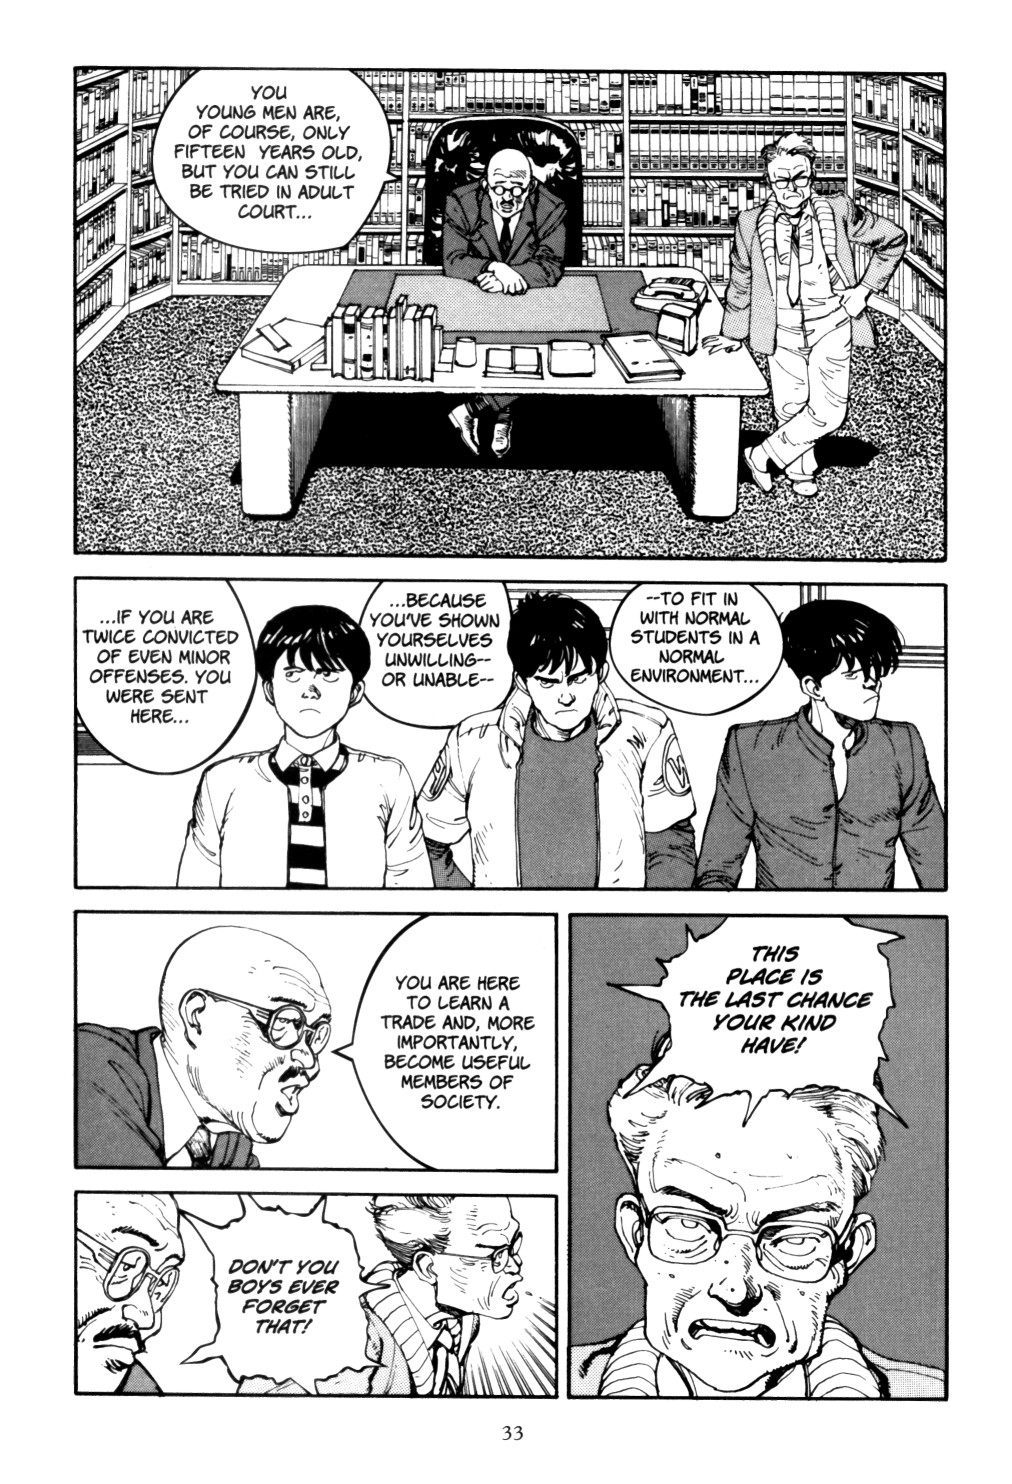 YOU
YOUNG MEN ARE,
OF COURSE, ONLY
FIFTEEN YEARS OLD,
BUT YOU CAN STILL
BE TRIED IN ADULT
COURT...
...IF YOU ARE
TWICE CONVICTED
OF EVEN MINOR
OFFENSES. YOU
WERE SENT
HERE...
...BECAUSE
YOU'VE SHOWN
YOURSELVES
UNWILLING--
OR UNABLE--
--TO FIT IN
WITH NORMAL
STUDENTS IN A
NORMAL
ENVIRONMENT...
W
YOU ARE HERE
TO LEARN A
TRADE AND, MORE
IMPORTANTLY,
BECOME USEFUL
MEMBERS OF
SOCIETY.
THIS
PLACE IS
THE LAST CHANCE
YOUR KIND
HAVE!
DON'T YOU
BOYS EVER
FORGET
THAT!
33